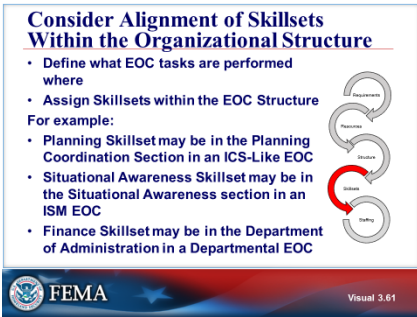 Consider Alignment of Skillsets
Within the Organizational Structure
• Define what EOC tasks are performed
where
• Assign Skillsets within the EOC Structure
For example:
• Planning Skillset may be in the Planning
Coordination Section in an ICS-Like EOC
• Situational Awareness Skillset may be in
the Situational Awareness section in an
ISM EOC
• Finance Skillset may be in the Department
of Administration in a Departmental EOC
Requirements
Resources
Structure
Skillsets
Staffing
FEMA
Visual 3.61